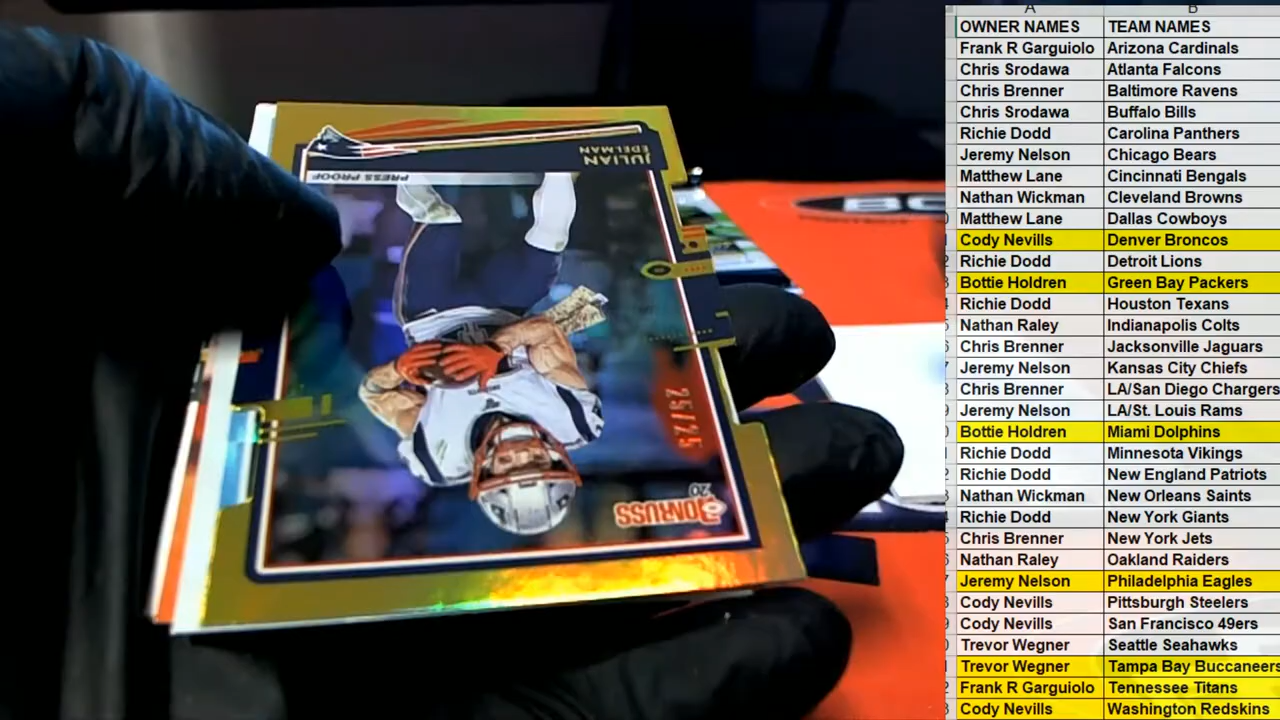 JULIAN
EDELMAN
PRESS PROOF
25/25
20
DONRUSS
BO
A B
OWNER NAMES TEAM NAMES
Frank R Garguiolo Arizona Cardinals
Chris Srodawa Atlanta Falcons
Chris Brenner Baltimore Ravens
Chris Srodawa Buffalo Bills
Richie Dodd Carolina Panthers
Jeremy Nelson Chicago Bears
Matthew Lane Cincinnati Bengals
Nathan Wickman Cleveland Browns
Matthew Lane Dallas Cowboys
Cody Nevills Denver Broncos
Richie Dodd Detroit Lions
Bottie Holdren Green Bay Packers
Richie Dodd Houston Texans
Nathan Raley Indianapolis Colts
Chris Brenner Jacksonville Jaguars
Jeremy Nelson Kansas City Chiefs
Chris Brenner LA/San Diego Chargers
Jeremy Nelson LA/St. Louis Rams
Bottie Holdren Miami Dolphins
Richie Dodd Minnesota Vikings
Richie Dodd New England Patriots
Nathan Wickman New Orleans Saints
Richie Dodd New York Giants
Chris Brenner New York Jets
Nathan Raley Oakland Raiders
Jeremy Nelson Philadelphia Eagles
Cody Nevills Pittsburgh Steelers
Cody Nevills San Francisco 49ers
Trevor Wegner Seattle Seahawks
Trevor Wegner Tampa Bay Buccaneers
Frank R Garguiolo Tennessee Titans
Cody Nevills Washington Redskins